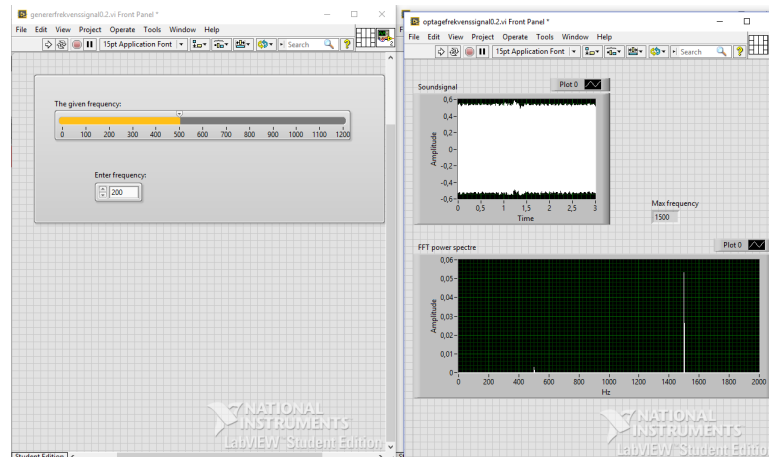 genererfrekvenssignal0.2.vi Front Panel *
File Edit View Project Operate Tools Window Help
15pt Application Font
Search
The given frequency:
0 100 200 300 400 500 600 700 800 900 1000 1100 1200
Enter frequency:
200
NATIONAL
INSTRUMENTS
LabVIEW Student Edition
Student Edition
optagefrekvenssignal0.2.vi Front Panel *
File Edit View Project Operate Tools Window Help
15pt Application Font
Search
Soundsignal
Plot 0
0,6
0,4
0,2
0
-0,2
-0,4
-0,6
Amplitude
0 0,5 1 1,5 2 2,5 3
Time
Max frequency
1500
FFT power spectre
Plot 0
0,06
0,05
0,04
0,03
0,02
0,01
0
Amplitude
0 200 400 600 800 1000 1200 1400 1600 1800 2000
Hz
NATIONAL
INSTRUMENTS
LabVIEW Student Editio